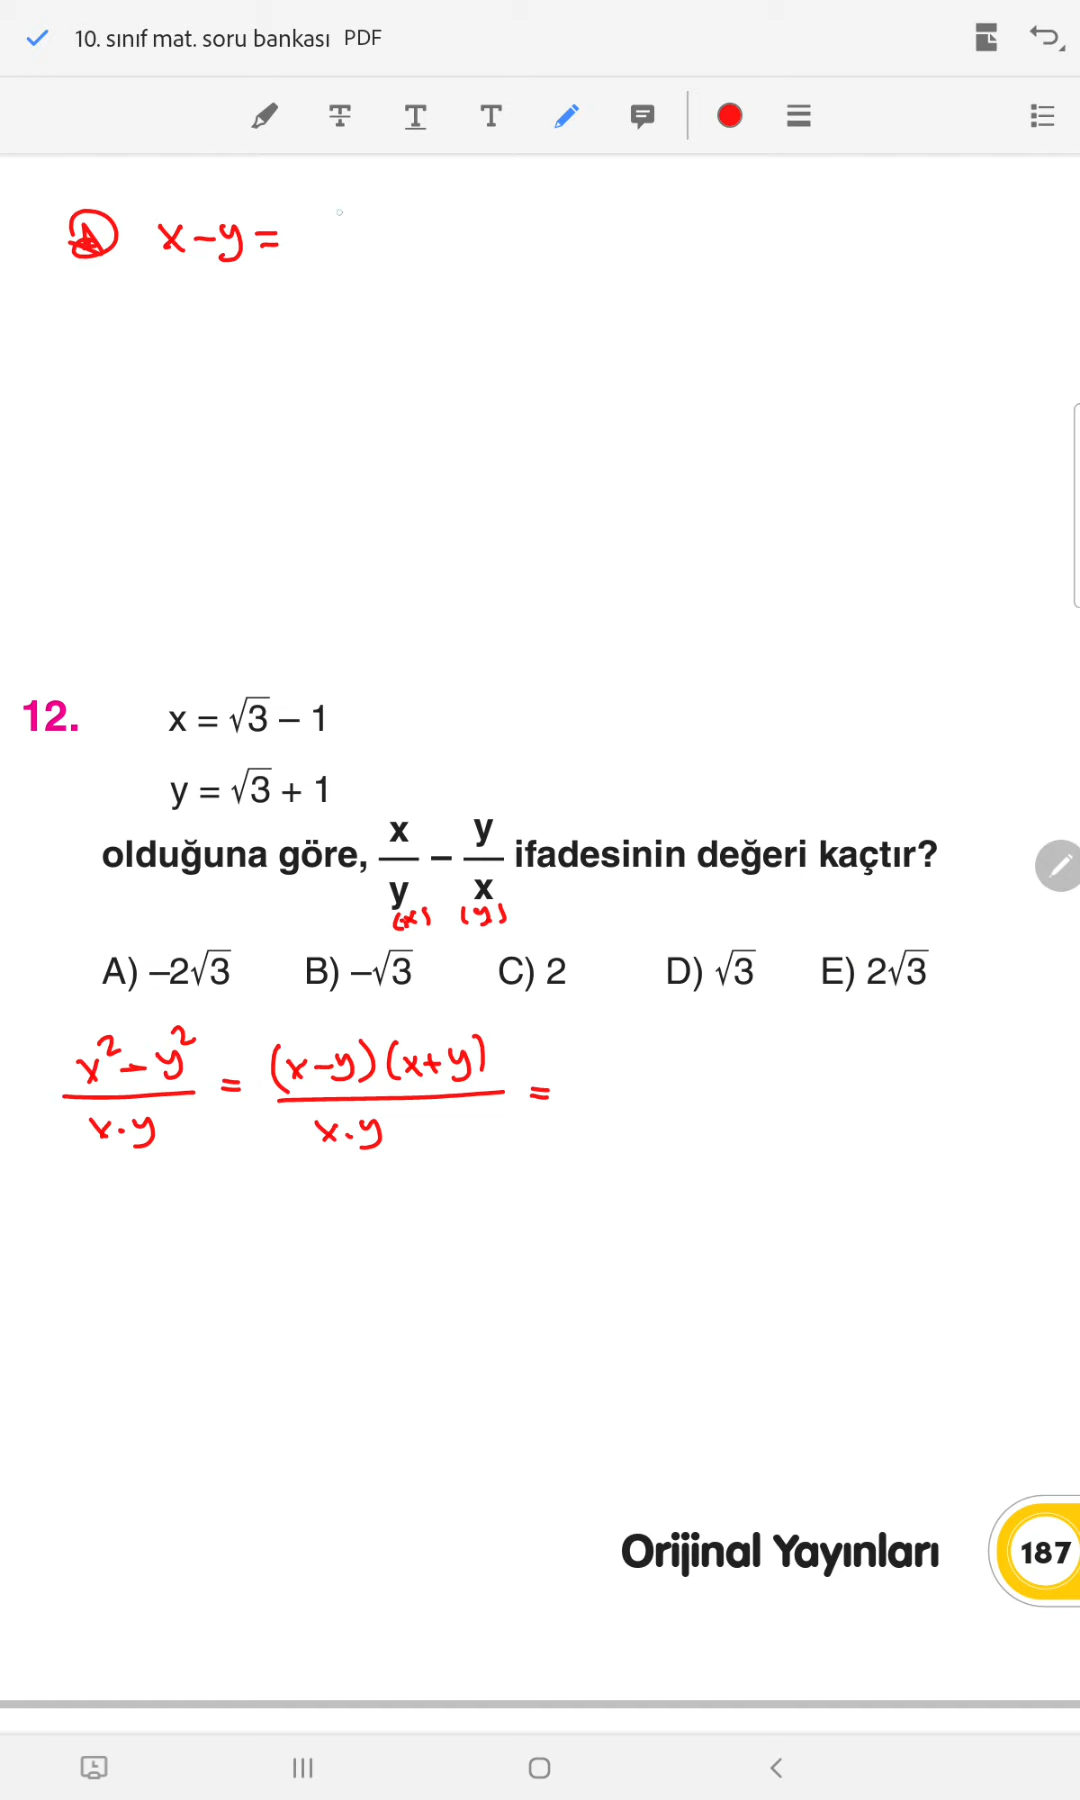 10. sınıf mat. soru bankası PDF
x-y=
12. x = √3 – 1
y = √3 + 1
olduğuna göre, x/y – y/x ifadesinin değeri kaçtır?
(x) (y)
A) –2√3 B) –√3 C) 2 D) √3 E) 2√3
x²-y²/x.y = (x-y)(x+y)/x.y =
Orijinal Yayınları 187